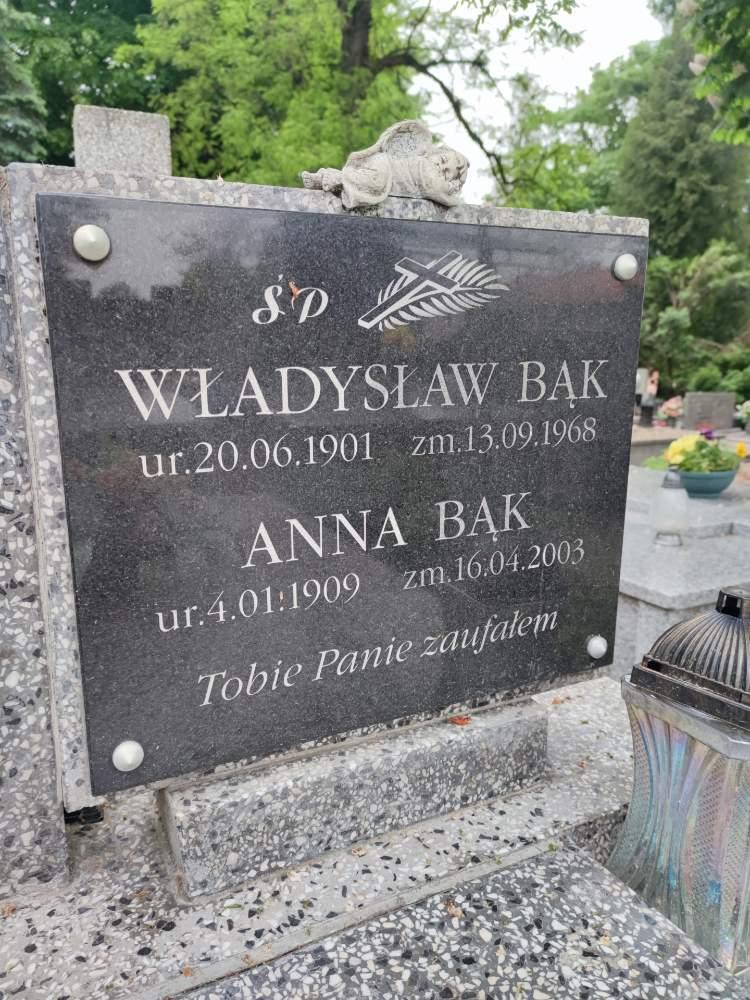 Ś P
WŁADYSŁAW BĄK
ur.20.06.1901 zm.13.09.1968
ANNA BĄK
ur.4.01.1909 zm.16.04.2003
Tobie Panie zaufałem